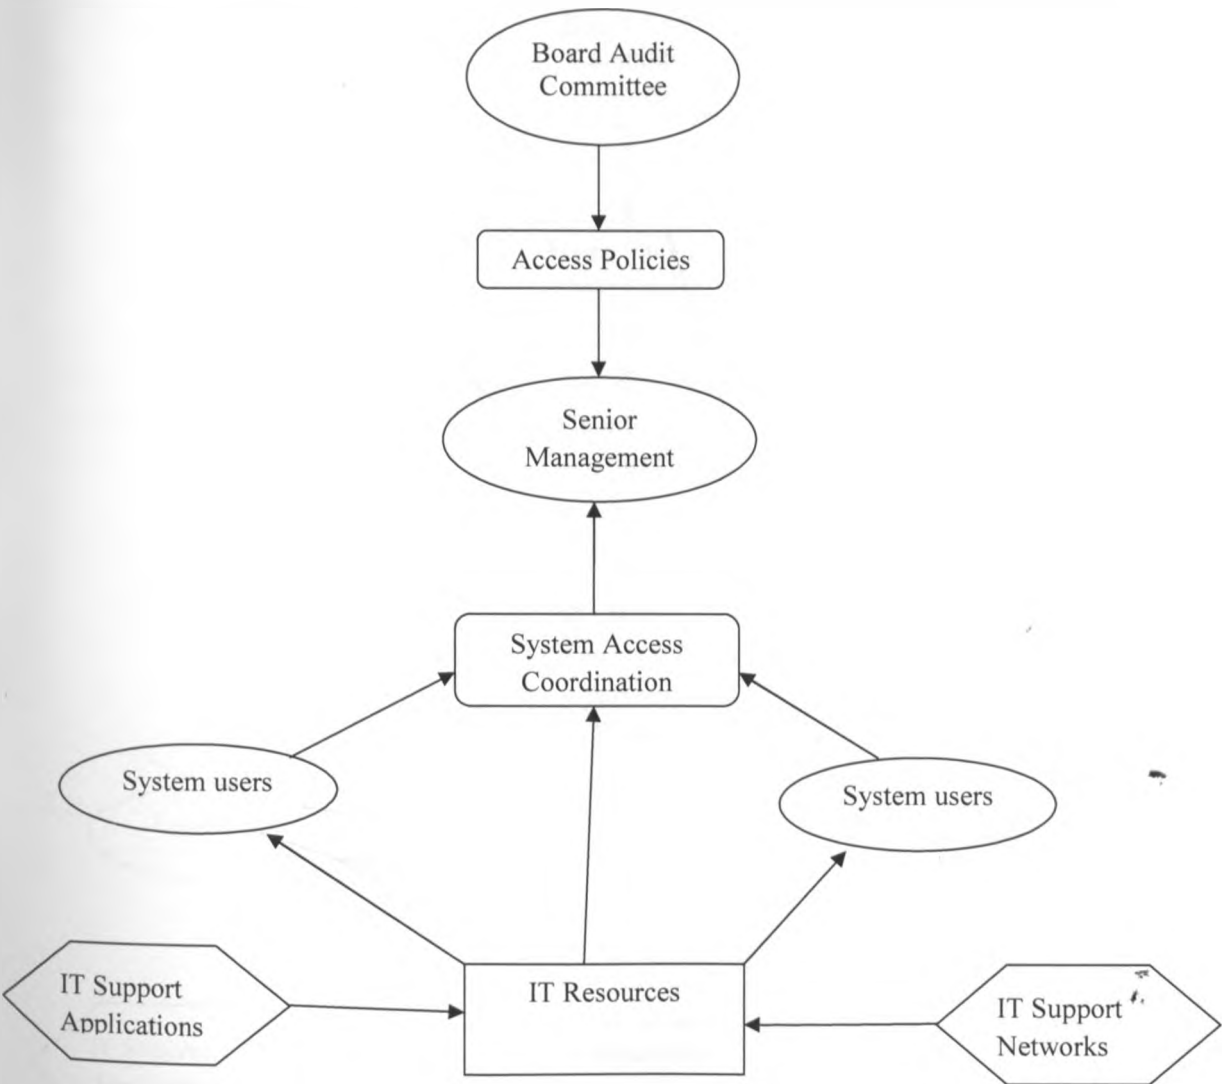 Board Audit
Committee
Access Policies
Senior
Management
System Access
Coordination
System users
System users
IT Support
Applications
IT Resources
IT Support
Networks